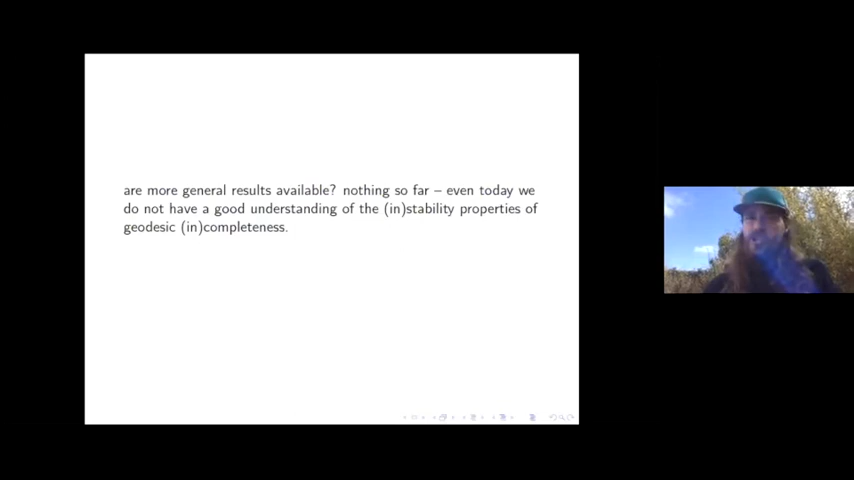 are more general results available? nothing so far – even today we
do not have a good understanding of the (in)stability properties of
geodesic (in)completeness.